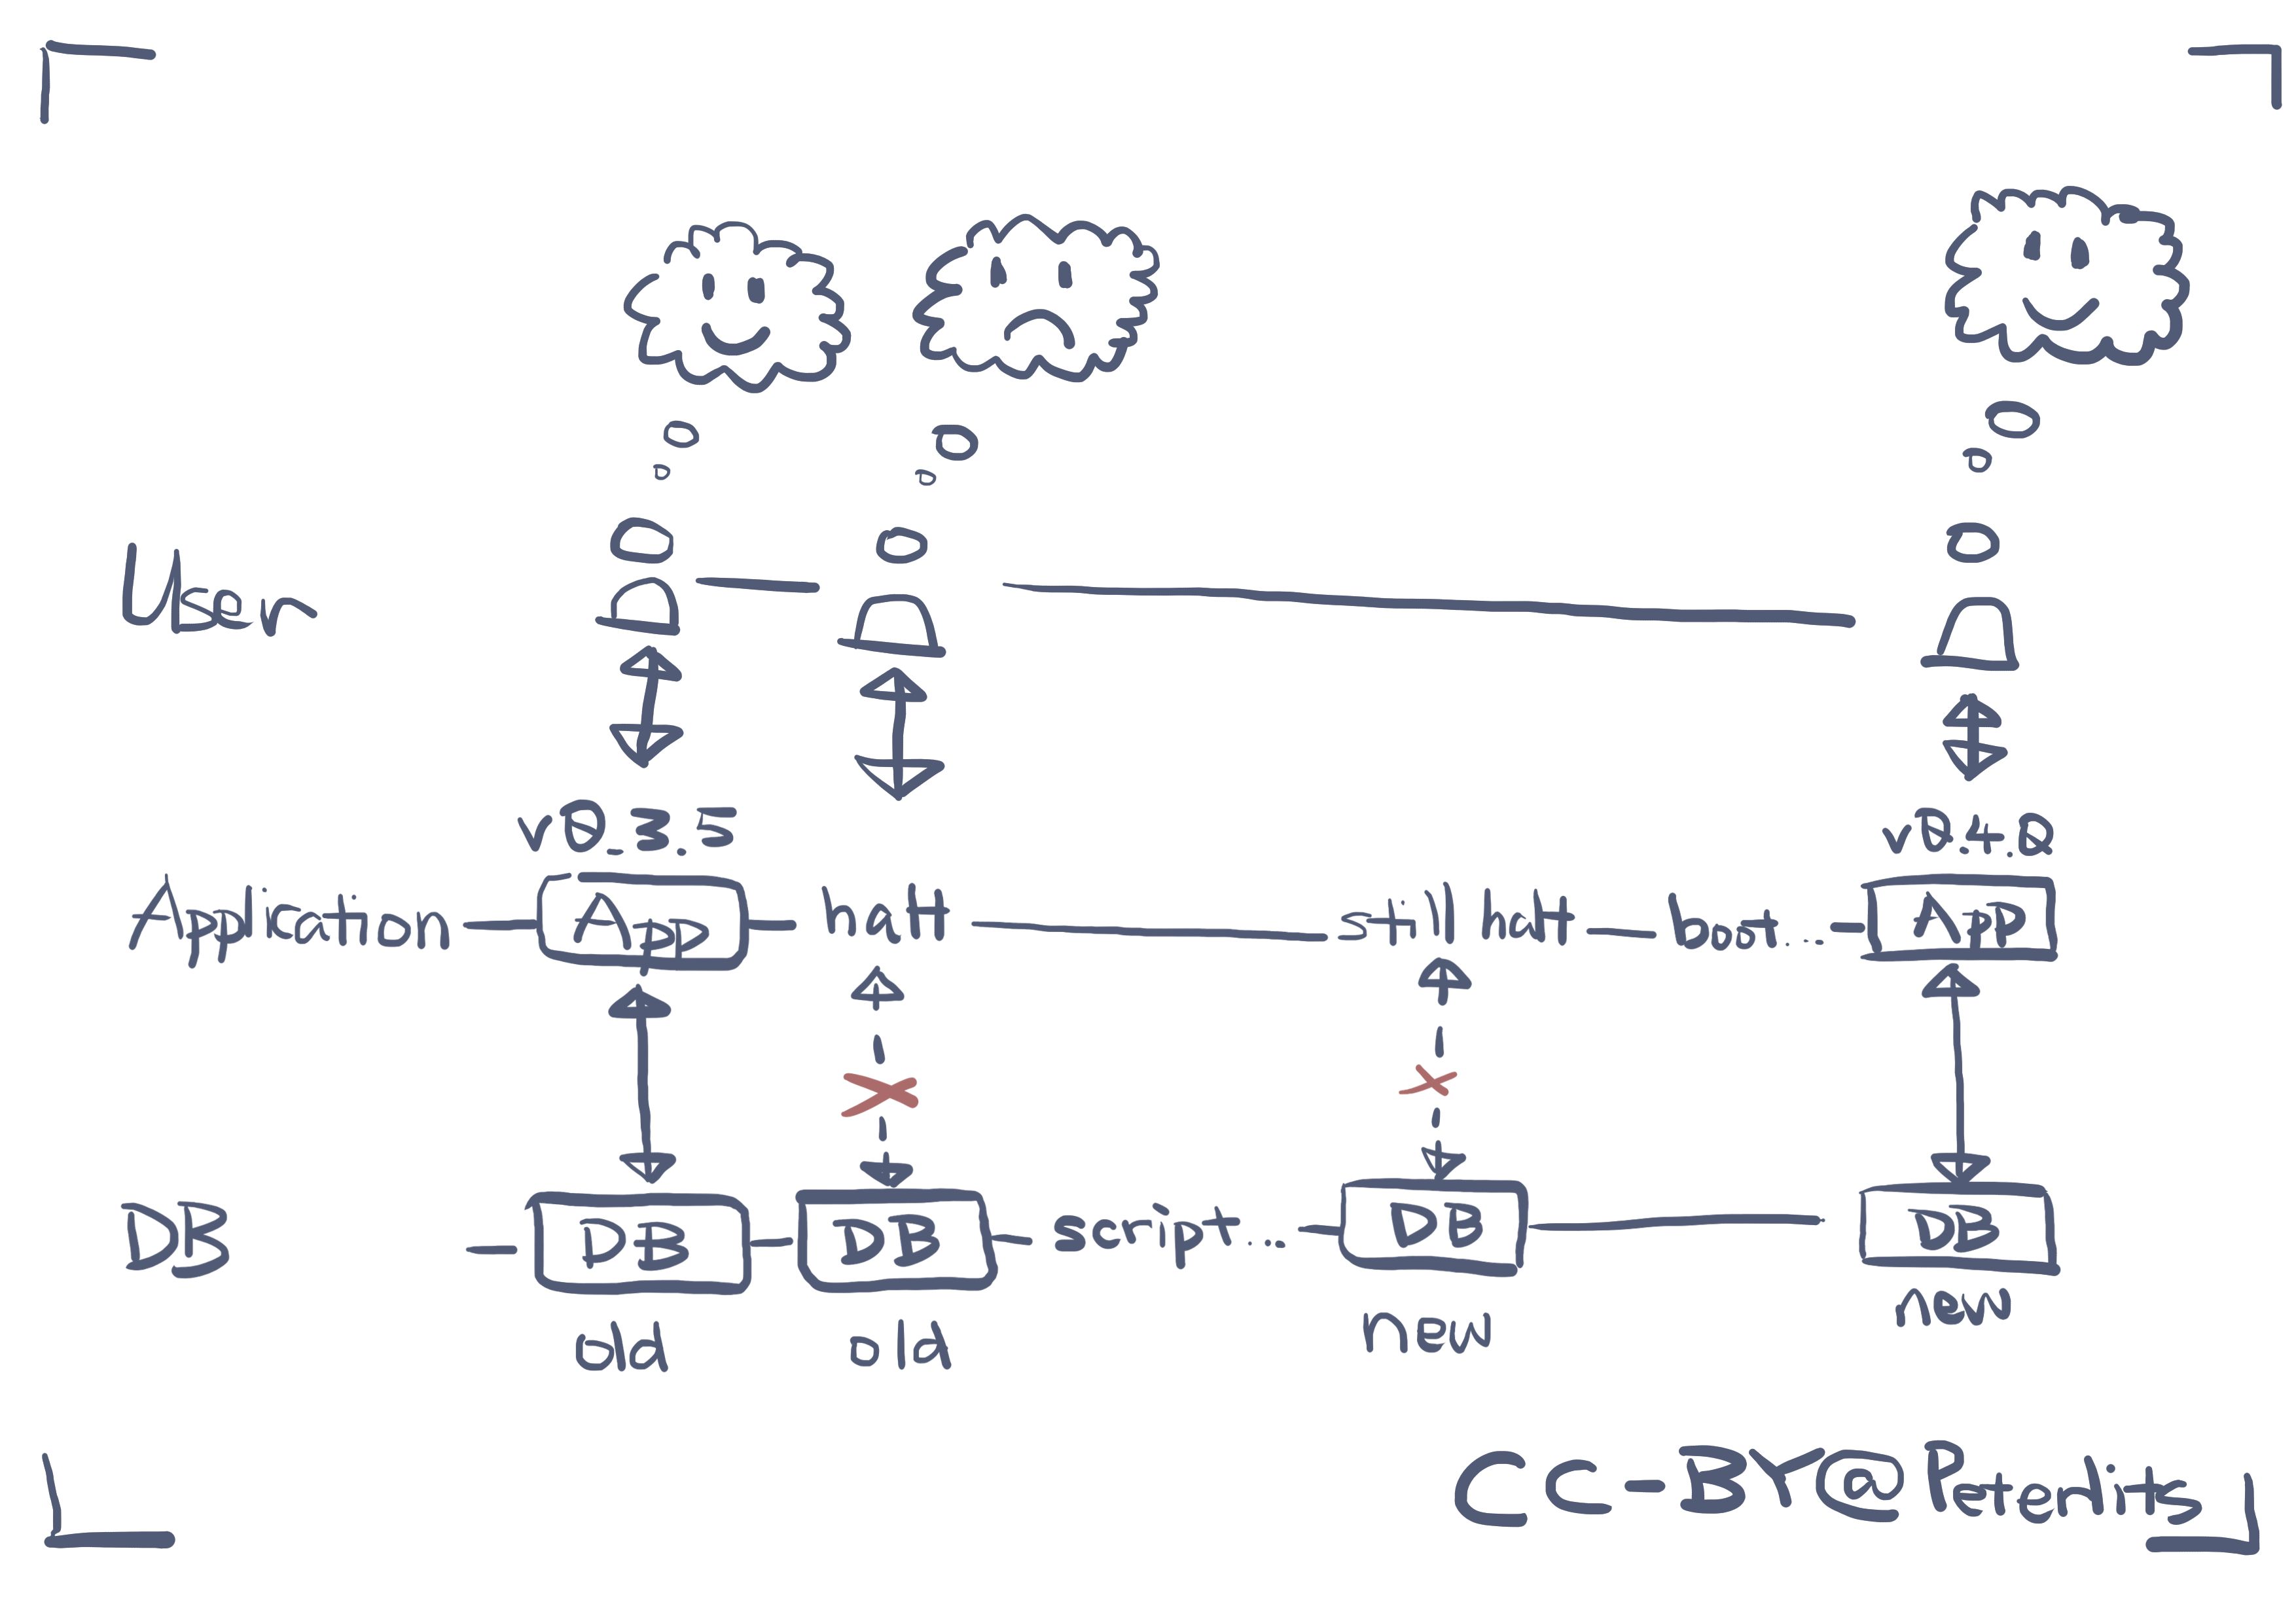 User
v0.3.5 v0.4.0
Application App halt still halt boot... App
DB DB DB script... DB DB
old old new new
CC-BY@Peterlits